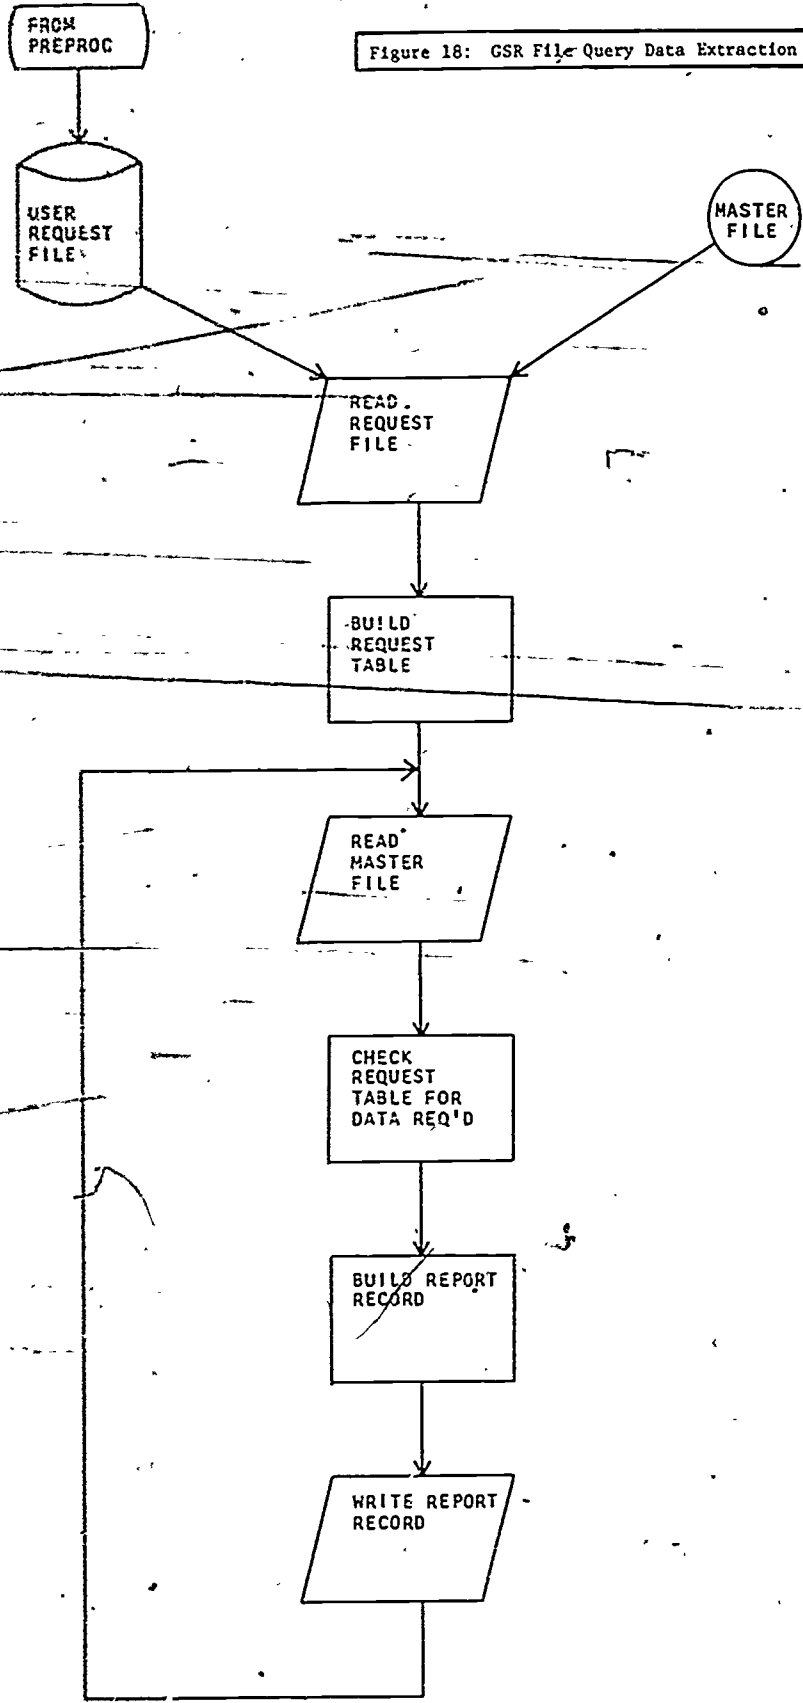 FROM
PREPROC
Figure 18: GSR File Query Data Extraction
USER
REQUEST
FILE
MASTER
FILE
READ
REQUEST
FILE
BUILD
REQUEST
TABLE
READ
MASTER
FILE
CHECK
REQUEST
TABLE FOR
DATA REQ'D
BUILD REPORT
RECORD
WRITE REPORT
RECORD